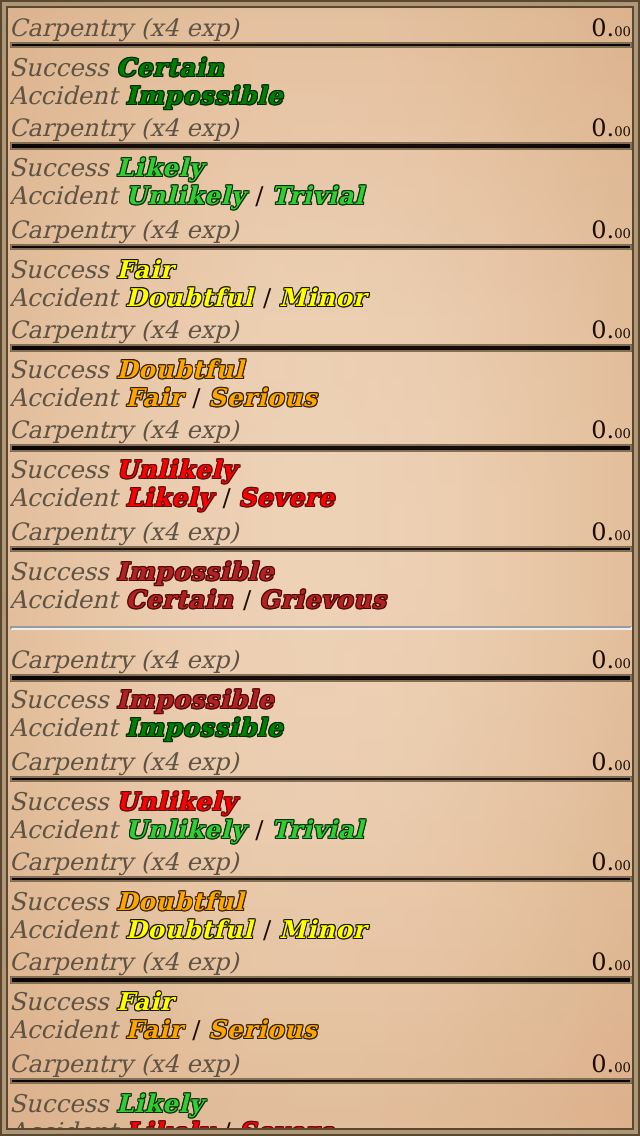 Carpentry (x4 exp) 0.00
Success Certain
Accident Impossible
Carpentry (x4 exp) 0.00
Success Likely
Accident Unlikely / Trivial
Carpentry (x4 exp) 0.00
Success Fair
Accident Doubtful / Minor
Carpentry (x4 exp) 0.00
Success Doubtful
Accident Fair / Serious
Carpentry (x4 exp) 0.00
Success Unlikely
Accident Likely / Severe
Carpentry (x4 exp) 0.00
Success Impossible
Accident Certain / Grievous
Carpentry (x4 exp) 0.00
Success Impossible
Accident Impossible
Carpentry (x4 exp) 0.00
Success Unlikely
Accident Unlikely / Trivial
Carpentry (x4 exp) 0.00
Success Doubtful
Accident Doubtful / Minor
Carpentry (x4 exp) 0.00
Success Fair
Accident Fair / Serious
Carpentry (x4 exp) 0.00
Success Likely
Accident Likely / Severe